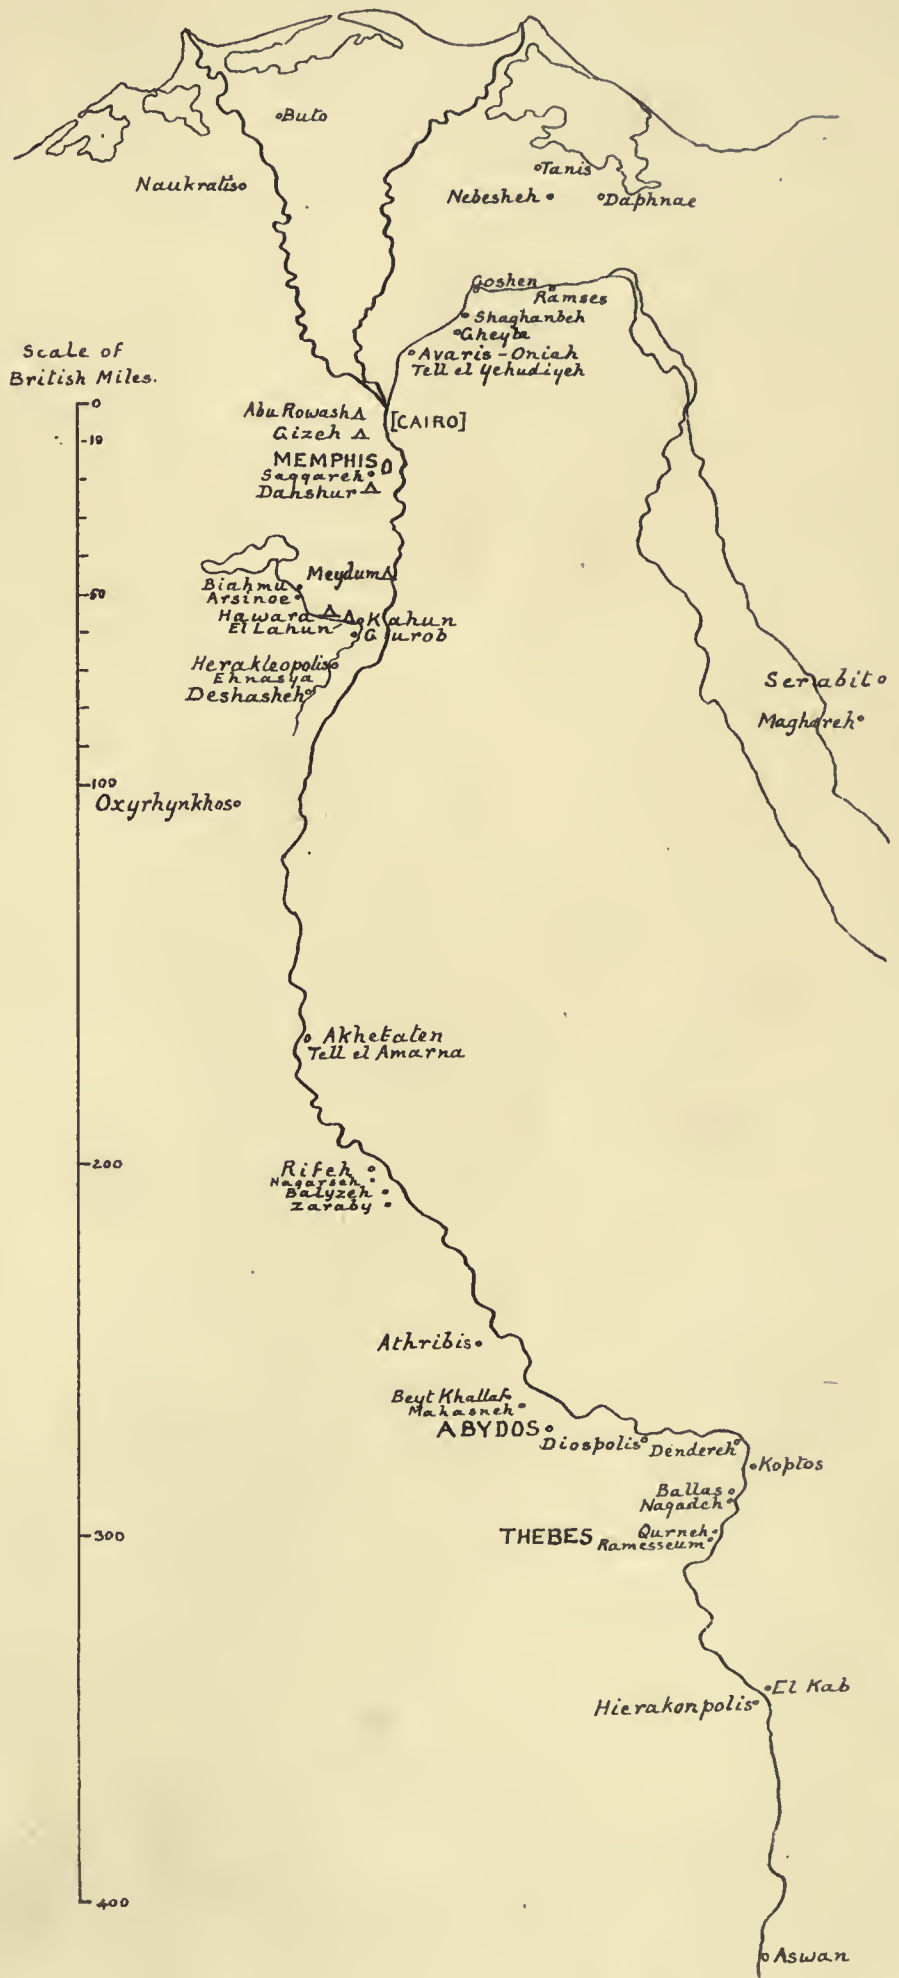 Buto
Tanis
Naukratis
Nebesheh
Daphnae
Goshen
Ramses
Shaghanbeh
Gheyta
Avaris-Oniah
Tell el Yehudiyeh
Scale of
British Miles.
0
10
50
100
200
300
400
Abu Rowash
[CAIRO]
Gizeh
MEMPHIS
Saqqareh
Dahshur
Meydum
Biahmu
Arsinoe
Hawara
Kahun
El Lahun
Gurob
Herakleopolis
Ehnasya
Deshasheh
Serabit
Maghareh
Oxyrhynkhos
Akhetaten
Tell el Amarna
Rifeh
Balyzeh
Zaraby
Athribis
Beyt Khallaf
Mahasneh
ABYDOS
Diospolis
Dendereh
Koptos
Ballas
Naqadeh
THEBES
Qurneh
Ramesseum
El Kab
Hierakonpolis
Aswan